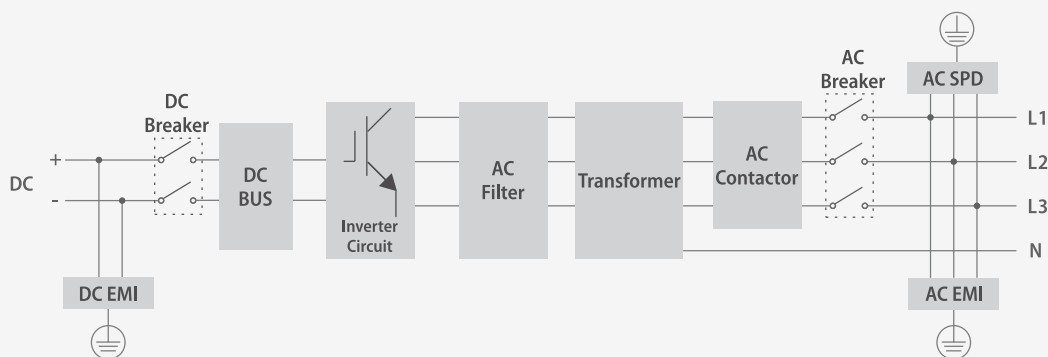 DC
+
-
DC
Breaker
DC
BUS
Inverter
Circuit
AC
Filter
Transformer
AC
Contactor
AC
Breaker
AC SPD
L1
L2
L3
N
DC EMI
AC EMI